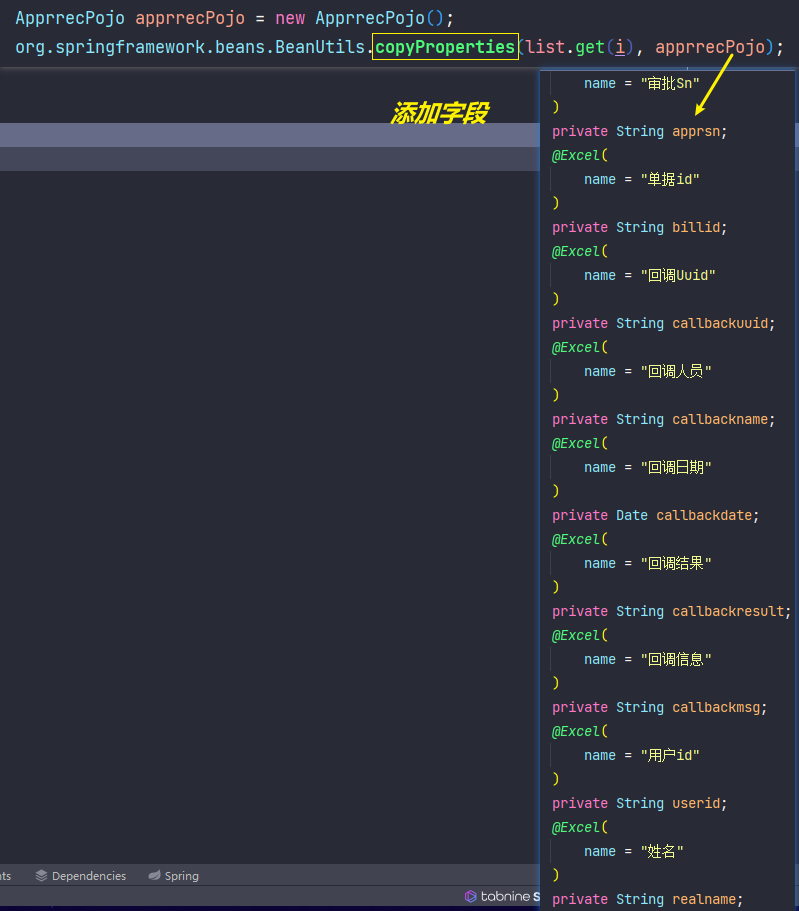 ApprrecPojo apprrecPojo = new ApprrecPojo();
org.springframework.beans.BeanUtils.copyProperties(list.get(i), apprrecPojo);
添加字段
name = "审批Sn"
)
private String apprsn;
@Excel(
name = "单据id"
)
private String billid;
@Excel(
name = "回调Uuid"
)
private String callbackuuid;
@Excel(
name = "回调人员"
)
private String callbackname;
@Excel(
name = "回调日期"
)
private Date callbackdate;
@Excel(
name = "回调结果"
)
private String callbackresult;
@Excel(
name = "回调信息"
)
private String callbackmsg;
@Excel(
name = "用户id"
)
private String userid;
@Excel(
name = "姓名"
)
private String realname;
nts Dependencies Spring
tabnine S